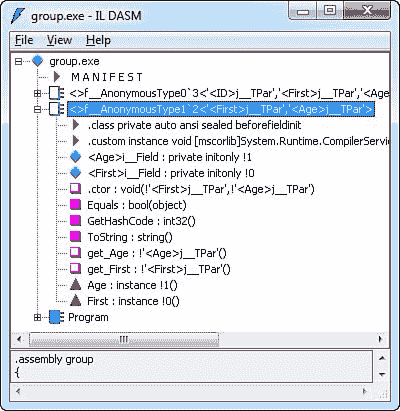 group.exe - IL DASM
File View Help
group.exe
M A N I F E S T
<>f__AnonymousType0`3<'<ID>j__TPar','<First>j__TPar','<Age
<>f__AnonymousType1`2<'<First>j__TPar','<Age>j__TPar'>
.class private auto ansi sealed beforefieldinit
.custom instance void [mscorlib]System.Runtime.CompilerServic
<Age>i__Field : private initonly !1
<First>i__Field : private initonly !0
.ctor : void(!'<First>j__TPar',!'<Age>j__TPar')
Equals : bool(object)
GetHashCode : int32()
ToString : string()
get_Age : !'<Age>j__TPar'()
get_First : !'<First>j__TPar'()
Age : instance !1()
First : instance !0()
Program
.assembly group
{